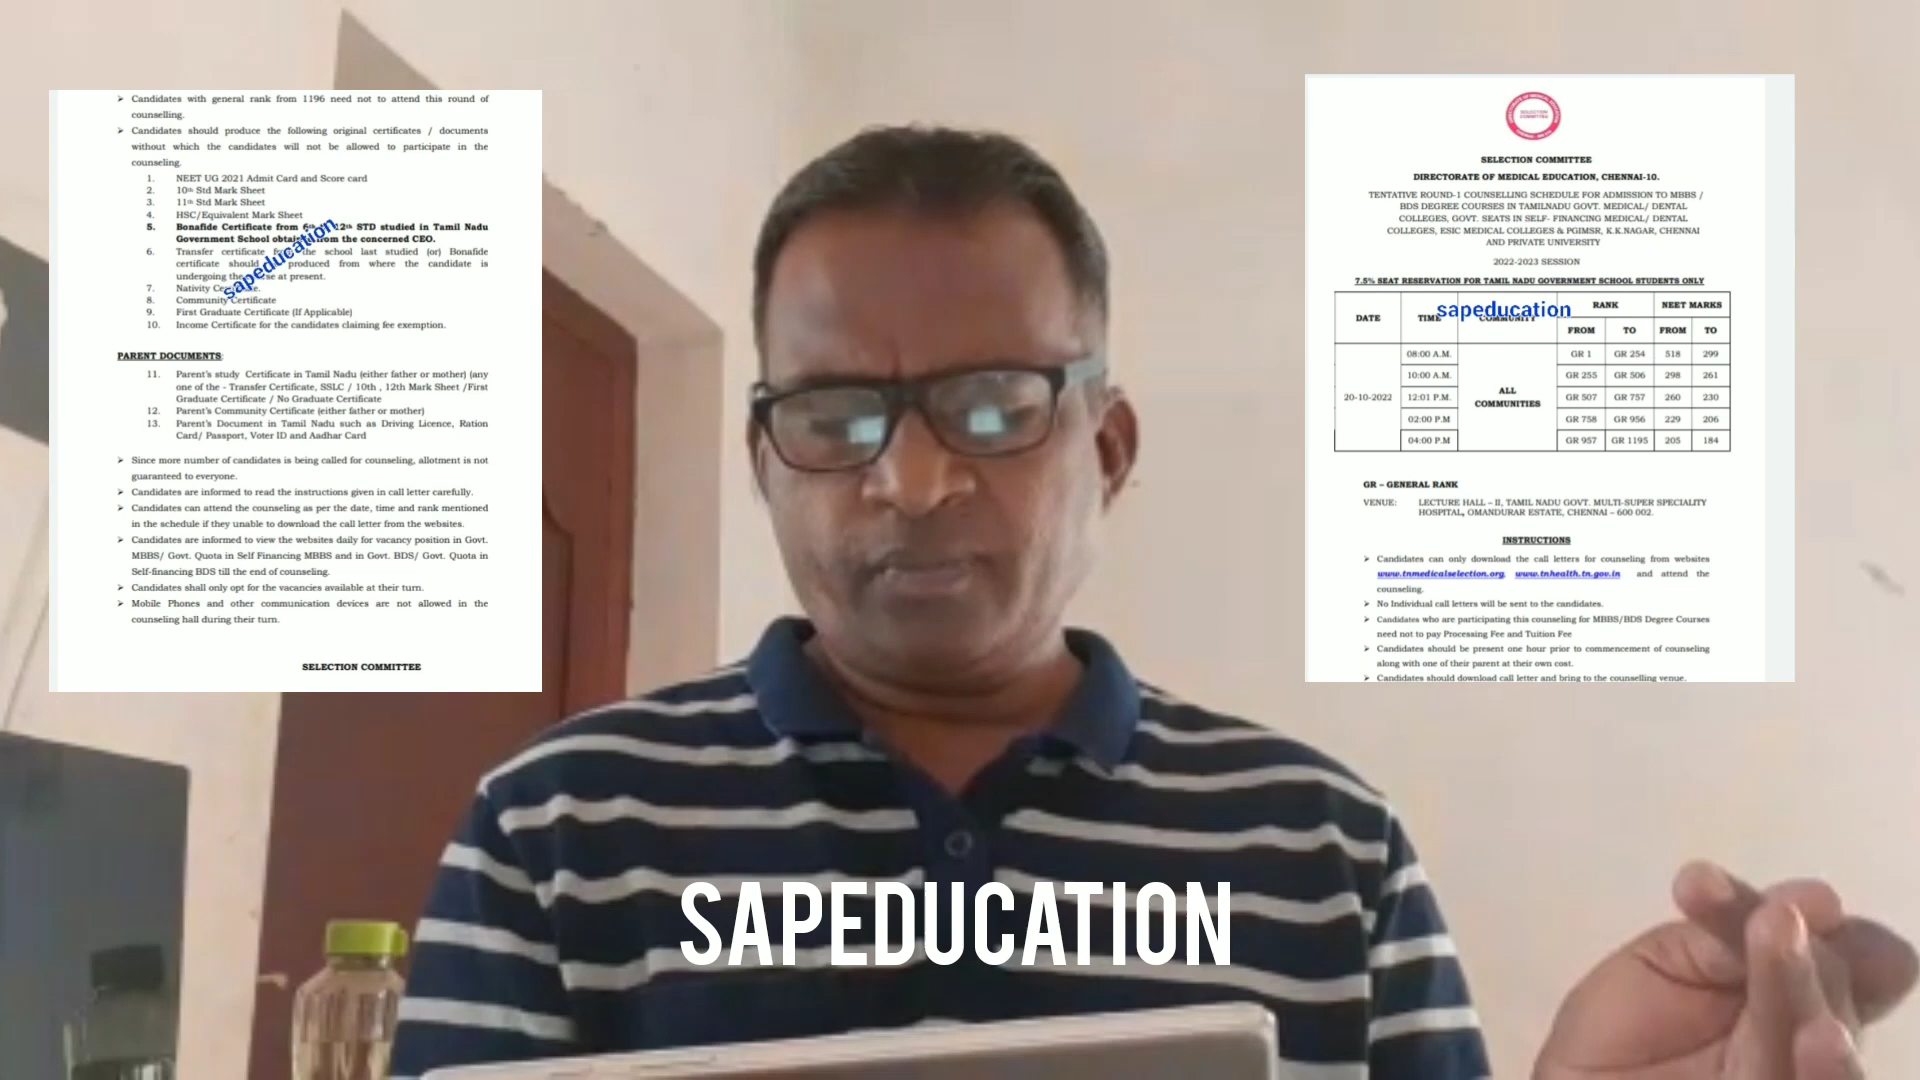 ➢ Candidates with general rank from 1196 need not to attend this round of
counselling.
➢ Candidates should produce the following original certificates / documents
without which the candidates will not be allowed to participate in the
counseling.
1. NEET UG 2021 Admit Card and Score card
2. 10th Std Mark Sheet
3. 11th Std Mark Sheet
4. HSC/Equivalent Mark Sheet
5. Bonafide Certificate from 6th 12th STD studied in Tamil Nadu
Government School from the concerned CEO.
6. Transfer certificate the school last studied (or) Bonafide
certificate should produced from where the candidate is
undergoing the at present.
7. Nativity
8. Community Certificate
9. First Graduate Certificate (If Applicable)
10. Income Certificate for the candidates claiming fee exemption.
sapeducation
PARENT DOCUMENTS:
11. Parent's study Certificate in Tamil Nadu (either father or mother) (any
one of the - Transfer Certificate, SSLC / 10th , 12th Mark Sheet /First
Graduate Certificate / No Graduate Certificate
12. Parent's Community Certificate (either father or mother)
13. Parent's Document in Tamil Nadu such as Driving Licence, Ration
Card/ Passport, Voter ID and Aadhar Card
➢ Since more number of candidates is being called for counseling, allotment is not
guaranteed to everyone.
➢ Candidates are informed to read the instructions given in call letter carefully.
➢ Candidates can attend the counseling as per the date, time and rank mentioned
in the schedule if they unable to download the call letter from the websites.
➢ Candidates are informed to view the websites daily for vacancy position in Govt.
MBBS/ Govt. Quota in Self Financing MBBS and in Govt. BDS/ Govt. Quota in
Self-financing BDS till the end of counseling.
➢ Candidates shall only opt for the vacancies available at their turn.
➢ Mobile Phones and other communication devices are not allowed in the
counseling hall during their turn.
SELECTION COMMITTEE
SELECTION COMMITTEE
SELECTION COMMITTEE
DIRECTORATE OF MEDICAL EDUCATION, CHENNAI-10.
TENTATIVE ROUND-1 COUNSELLING SCHEDULE FOR ADMISSION TO MBBS /
BDS DEGREE COURSES IN TAMILNADU GOVT. MEDICAL/ DENTAL
COLLEGES, GOVT. SEATS IN SELF- FINANCING MEDICAL/ DENTAL
COLLEGES, ESIC MEDICAL COLLEGES & PGIMSR, K.K.NAGAR, CHENNAI
AND PRIVATE UNIVERSITY
2022-2023 SESSION
7.5% SEAT RESERVATION FOR TAMIL NADU GOVERNMENT SCHOOL STUDENTS ONLY
sapeducation
DATE TIME COMMUNITY RANK NEET MARKS
FROM TO FROM TO
08:00 A.M. GR 1 GR 254 518 299
10:00 A.M. GR 255 GR 506 298 261
20-10-2022 12:01 P.M. ALL COMMUNITIES GR 507 GR 757 260 230
02:00 P.M GR 758 GR 956 229 206
04:00 P.M GR 957 GR 1195 205 184
GR – GENERAL RANK
VENUE: LECTURE HALL – II, TAMIL NADU GOVT. MULTI-SUPER SPECIALITY
HOSPITAL, OMANDURAR ESTATE, CHENNAI – 600 002.
INSTRUCTIONS
➢ Candidates can only download the call letters for counseling from websites
www.tnmedicalselection.org, www.tnhealth.tn.gov.in and attend the
counseling.
➢ No Individual call letters will be sent to the candidates.
➢ Candidates who are participating this counseling for MBBS/BDS Degree Courses
need not to pay Processing Fee and Tuition Fee
➢ Candidates should be present one hour prior to commencement of counseling
along with one of their parent at their own cost.
➢ Candidates should download call letter and bring to the counselling venue.
SAPEDUCATION